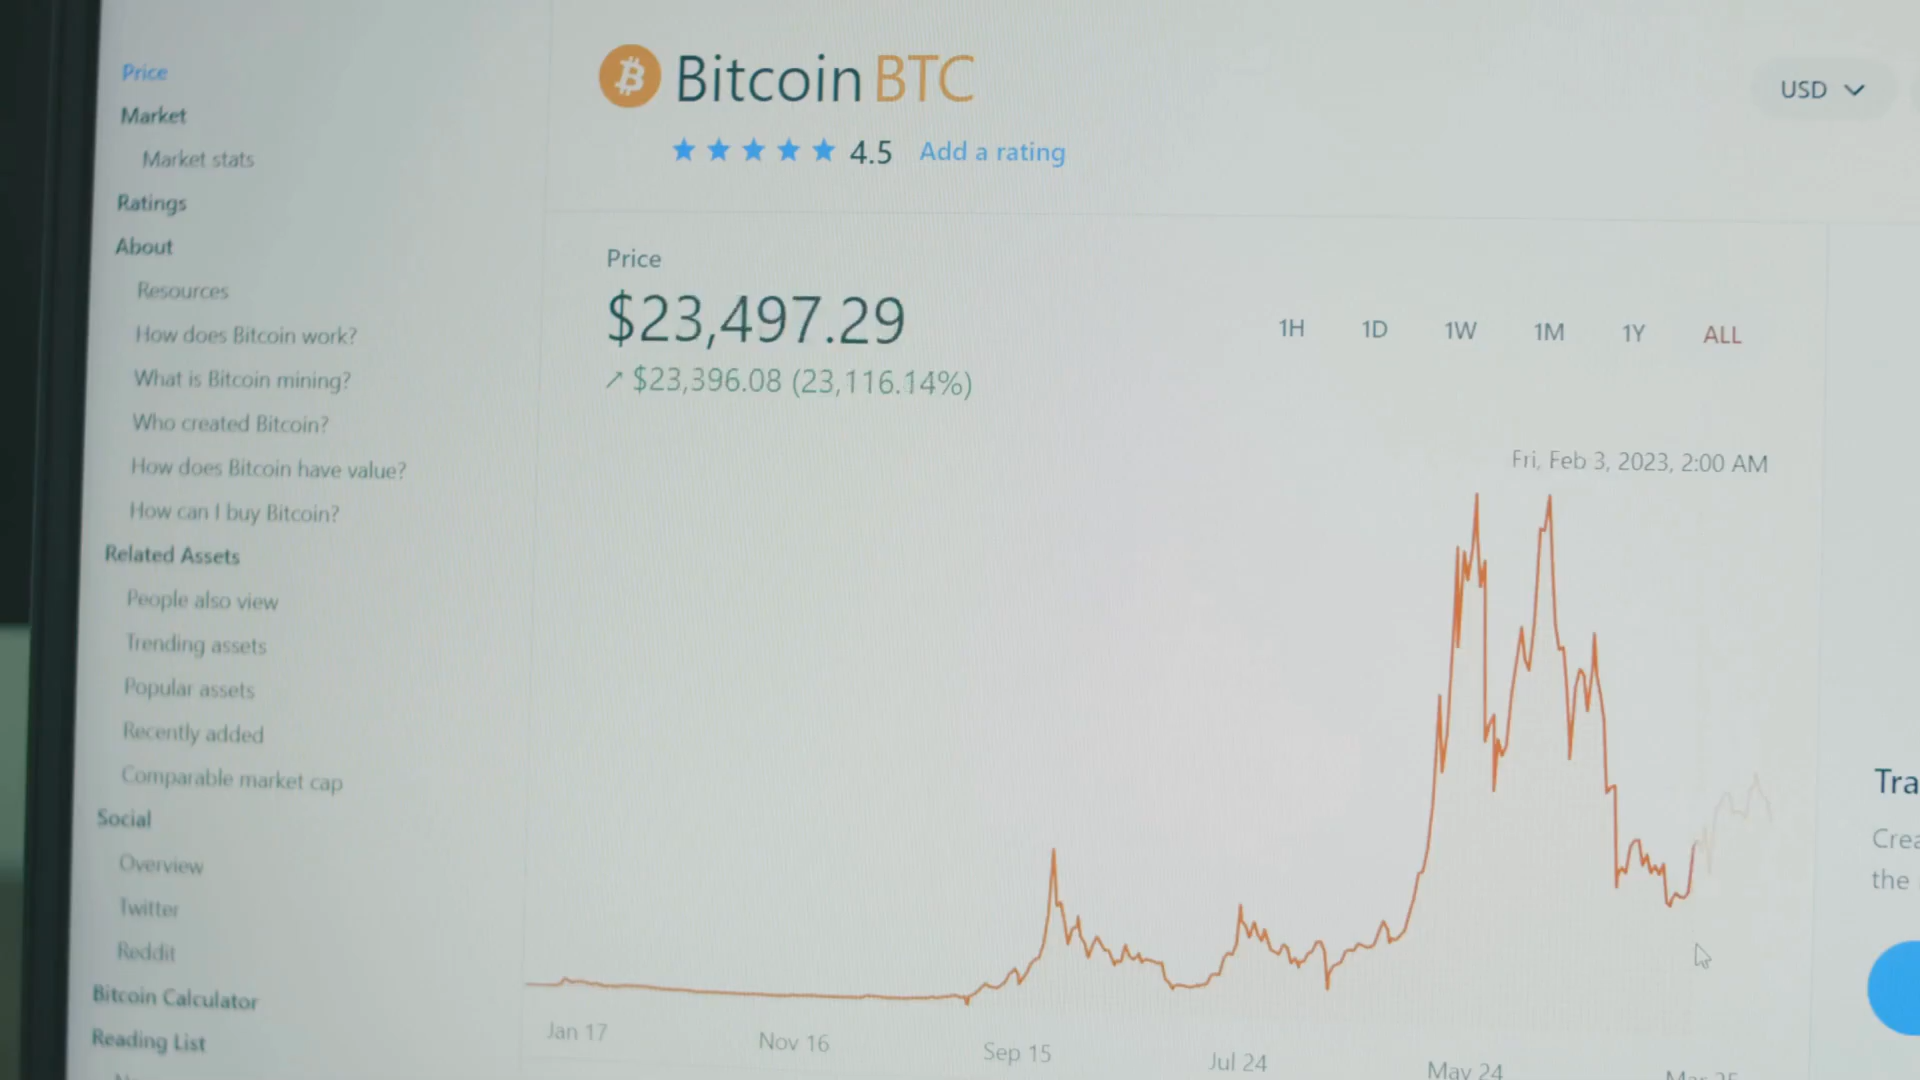 Price
Market
Market stats
Ratings
About
Resources
How does Bitcoin work?
What is Bitcoin mining?
Who created Bitcoin?
How does Bitcoin have value?
How can I buy Bitcoin?
Related Assets
People also view
Trending assets
Popular assets
Recently added
Comparable market cap
Social
Overview
Twitter
Reddit
Bitcoin Calculator
Reading List
Bitcoin BTC
4.5 Add a rating
USD
Price
$23,497.29
↗ $23,396.08 (23,116.14%)
1H 1D 1W 1M 1Y ALL
Fri, Feb 3, 2023, 2:00 AM
Jan 17 Nov 16 Sep 15 Jul 24 May 24
Tra
Crea
the